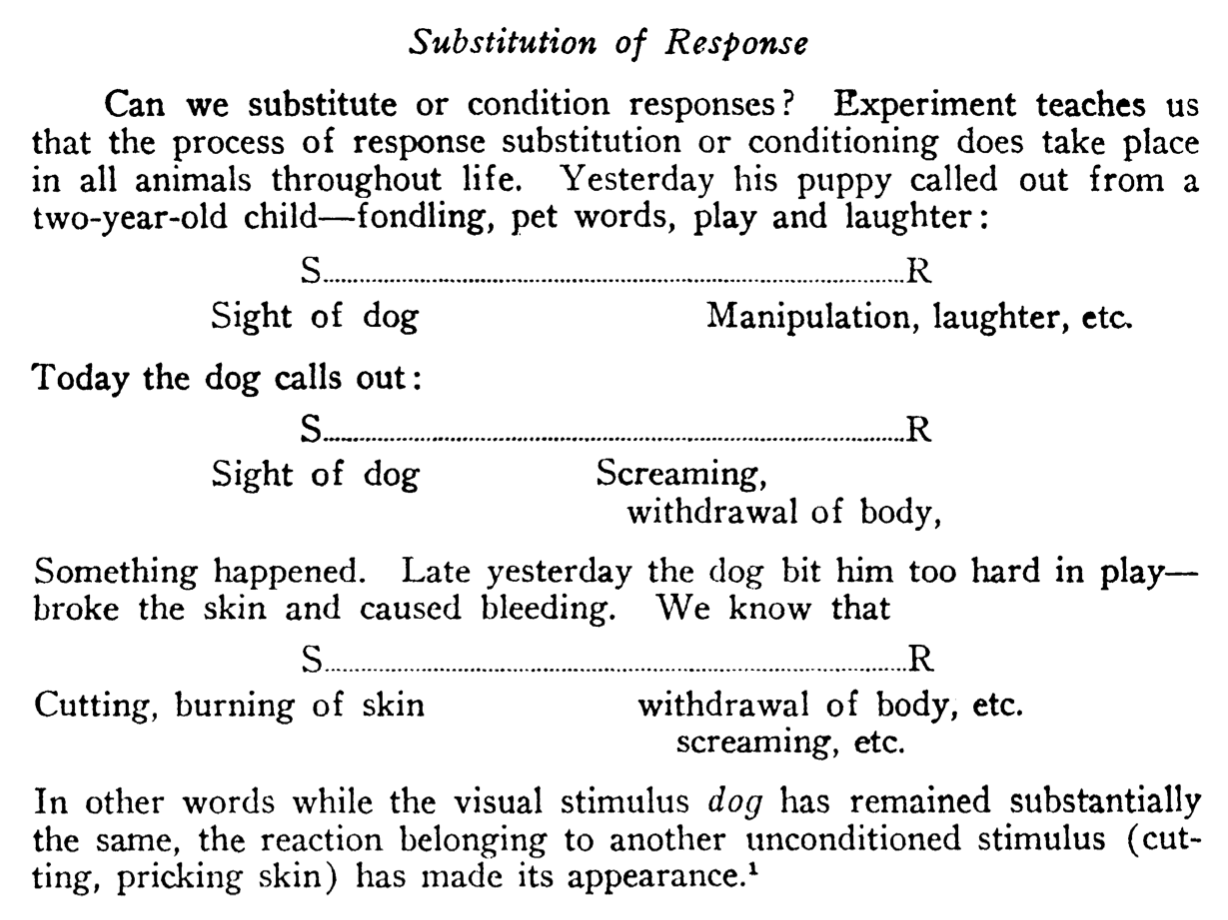 Substitution of Response
Can we substitute or condition responses? Experiment teaches us
that the process of response substitution or conditioning does take place
in all animals throughout life. Yesterday his puppy called out from a
two-year-old child—fondling, pet words, play and laughter:
S........................................................................................R
Sight of dog Manipulation, laughter, etc.
Today the dog calls out:
S........................................................................................R
Sight of dog Screaming,
withdrawal of body,
Something happened. Late yesterday the dog bit him too hard in play—
broke the skin and caused bleeding. We know that
S........................................................................................R
Cutting, burning of skin withdrawal of body, etc.
screaming, etc.
In other words while the visual stimulus dog has remained substantially
the same, the reaction belonging to another unconditioned stimulus (cut-
ting, pricking skin) has made its appearance.¹